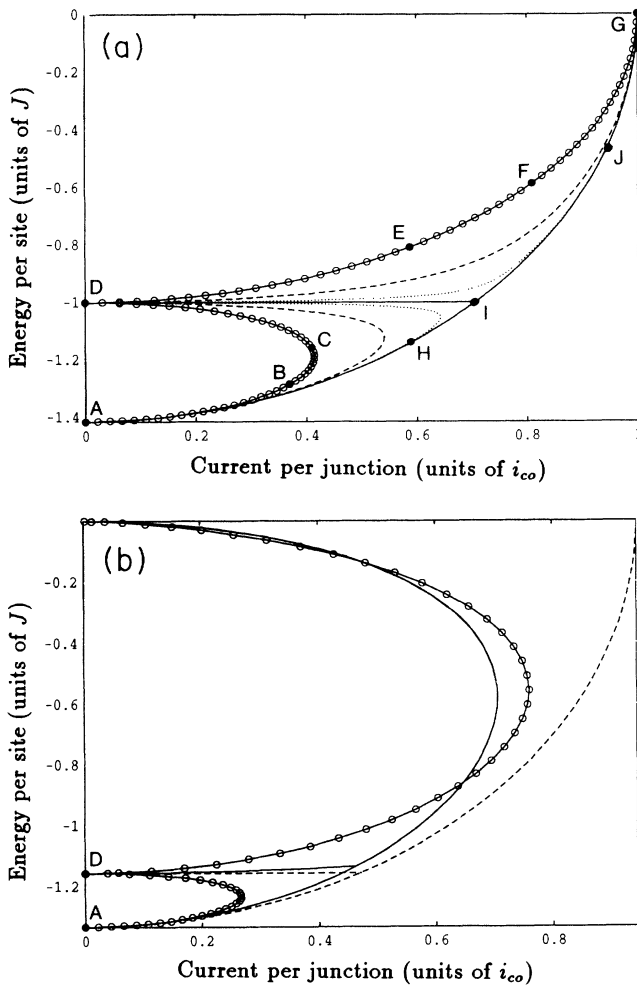 (a)
G
0
-0.2
-0.4
-0.6
-0.8
-1
-1.2
-1.4
J
F
E
D
I
C
H
B
A
0
0.2
0.4
0.6
0.8
Energy per site (units of J)
Current per junction (units of i_co)
(b)
-0.2
-0.4
-0.6
-0.8
-1
-1.2
D
A
0
0.2
0.4
0.6
0.8
Energy per site (units of J)
Current per junction (units of i_co)